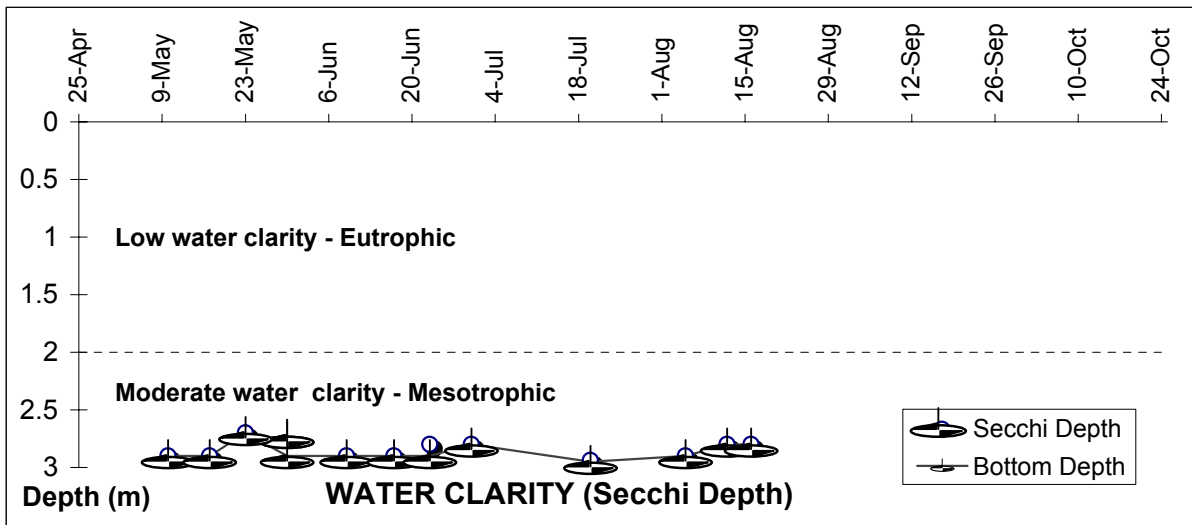 25-Apr
9-May
23-May
6-Jun
20-Jun
4-Jul
18-Jul
1-Aug
15-Aug
29-Aug
12-Sep
26-Sep
10-Oct
24-Oct
0
0.5
Low water clarity - Eutrophic
1
1.5
2
Moderate water clarity - Mesotrophic
2.5
Secchi Depth
Bottom Depth
3
Depth (m)
WATER CLARITY (Secchi Depth)